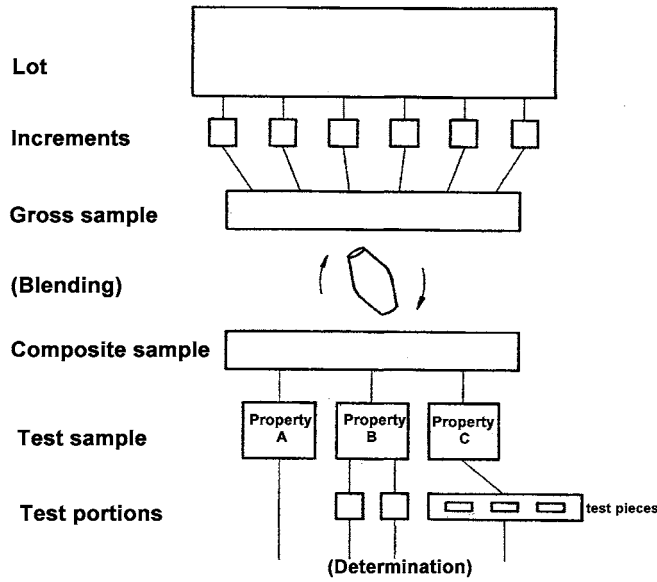 Lot
Increments
Gross sample
(Blending)
Composite sample
Test sample
Property
A
Property
B
Property
C
Test portions
test pieces
(Determination)